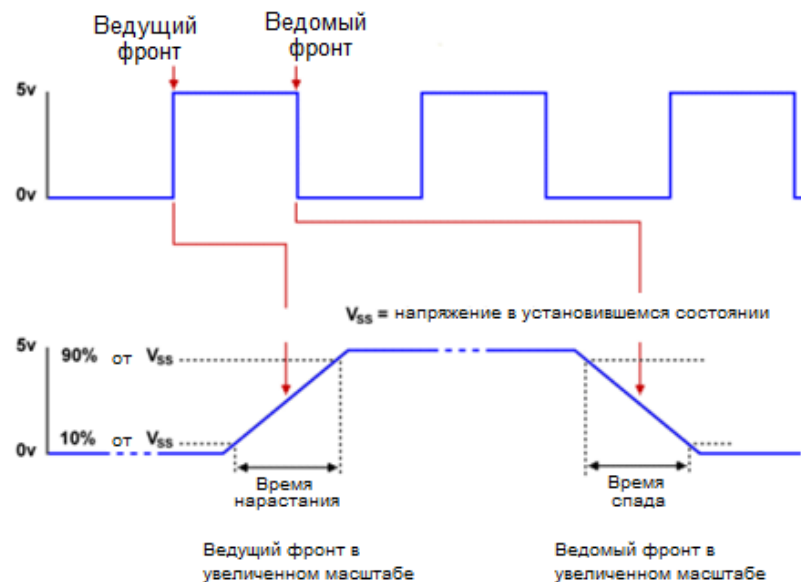 Ведущий
фронт
Ведомый
фронт
5v
0v
Vss = напряжение в установившемся состоянии
5v
90% от Vss
10% от Vss
0v
Время
нарастания
Время
спада
Ведущий фронт в
увеличенном масштабе
Ведомый фронт в
увеличенном масштабе